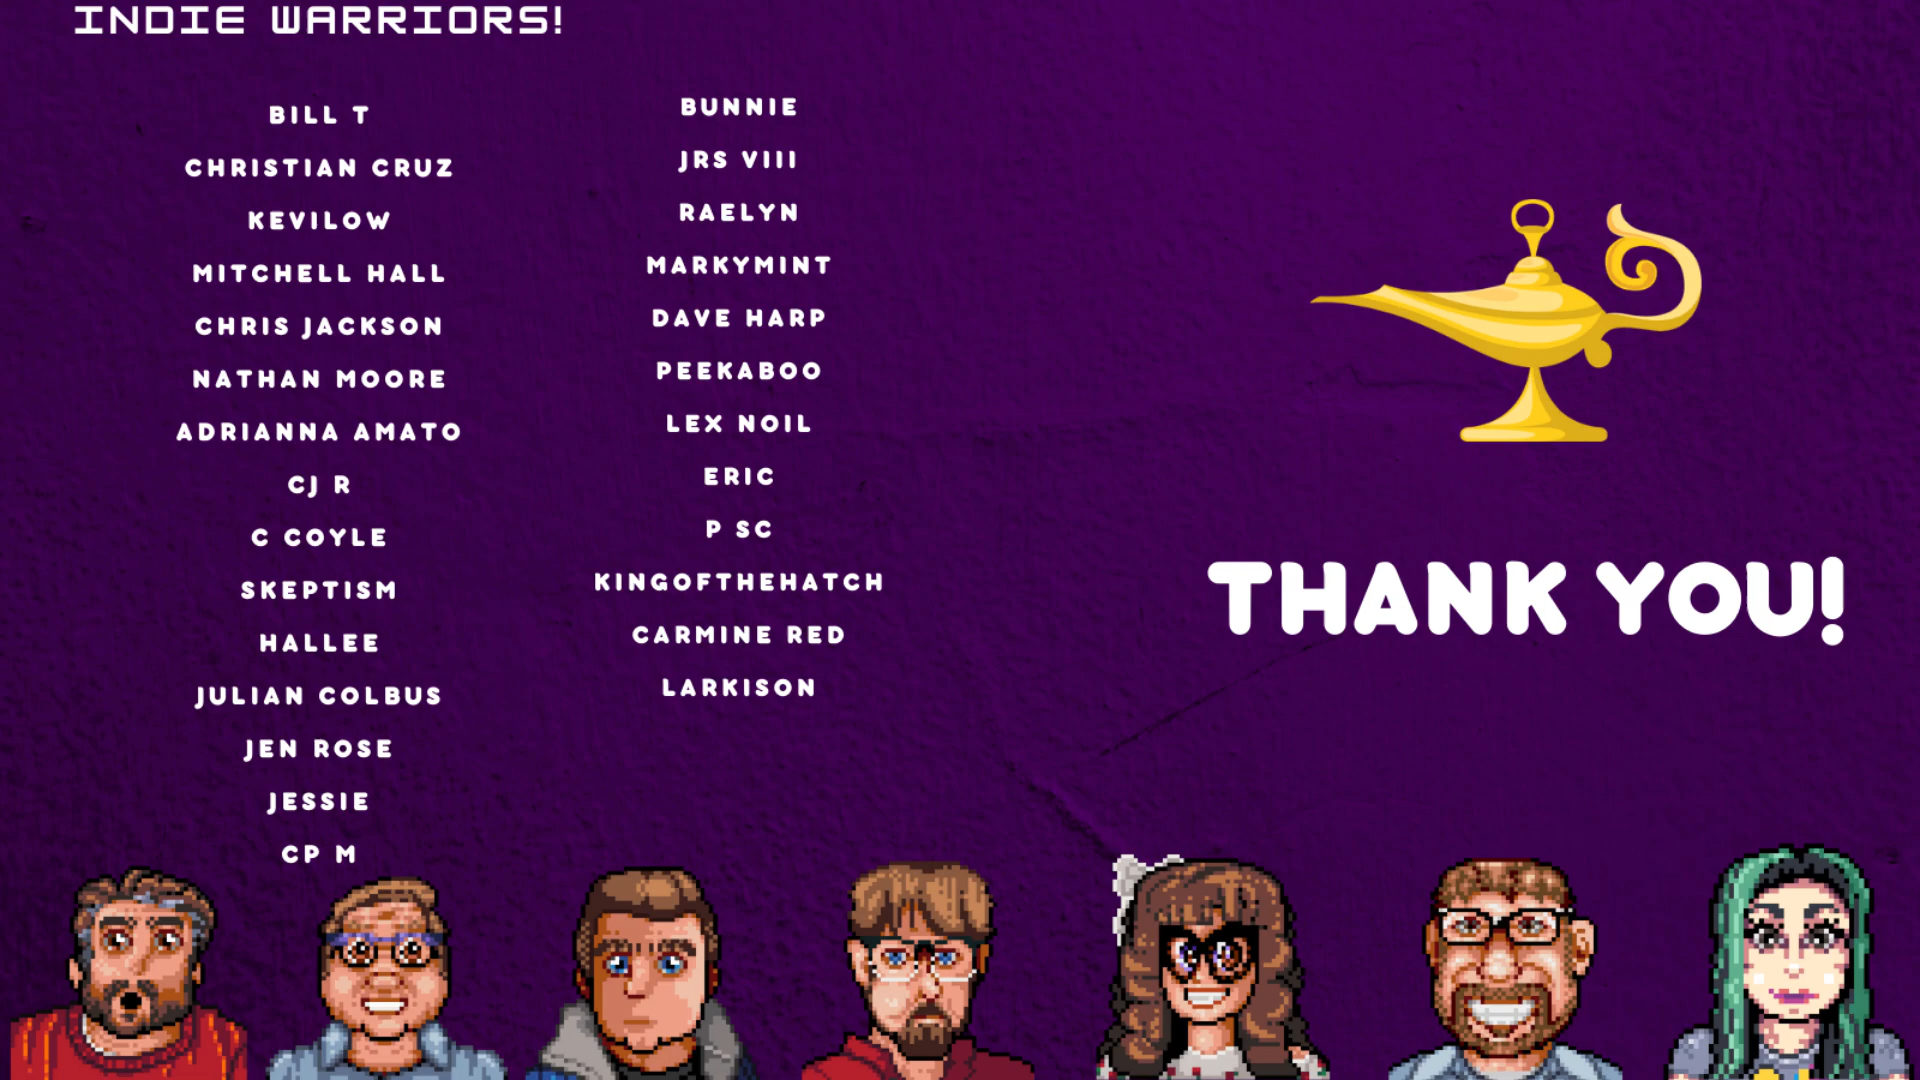 INDIE WARRIORS!
BILL T
CHRISTIAN CRUZ
KEVILOW
MITCHELL HALL
CHRIS JACKSON
NATHAN MOORE
ADRIANNA AMATO
CJ R
C COYLE
SKEPTISM
HALLEE
JULIAN COLBUS
JEN ROSE
JESSIE
CP M
BUNNIE
JRS VIII
RAELYN
MARKYMINT
DAVE HARP
PEEKABOO
LEX NOIL
ERIC
P SC
KINGOFTHEHATCH
CARMINE RED
LARKISON
THANK YOU!